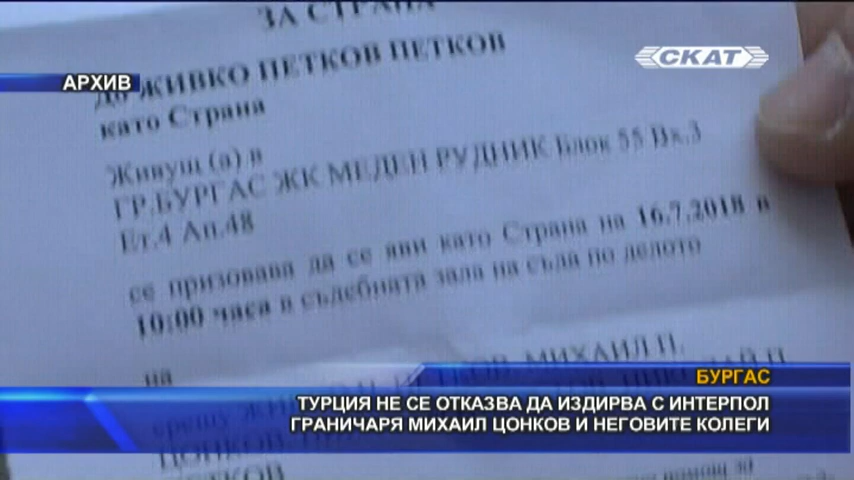 ЗА СТРАНА
СКАТ
АРХИВ
До ЖИВКО ПЕТКОВ ПЕТКОВ
като Страна
Живущ (а) в
ГР.БУРГАС ЖК МЕДЕН РУДНИК Блок 55 Вх.3
Ет.4 Ап.48
се призовава да се яви като Страна на 16.7.2018 в
10:00 часа в съдебната зала на съда по делото
на
МИХАИЛ П.
БУРГАС
ТУРЦИЯ НЕ СЕ ОТКАЗВА ДА ИЗДИРВА С ИНТЕРПОЛ
ГРАНИЧАРЯ МИХАИЛ ЦОНКОВ И НЕГОВИТЕ КОЛЕГИ